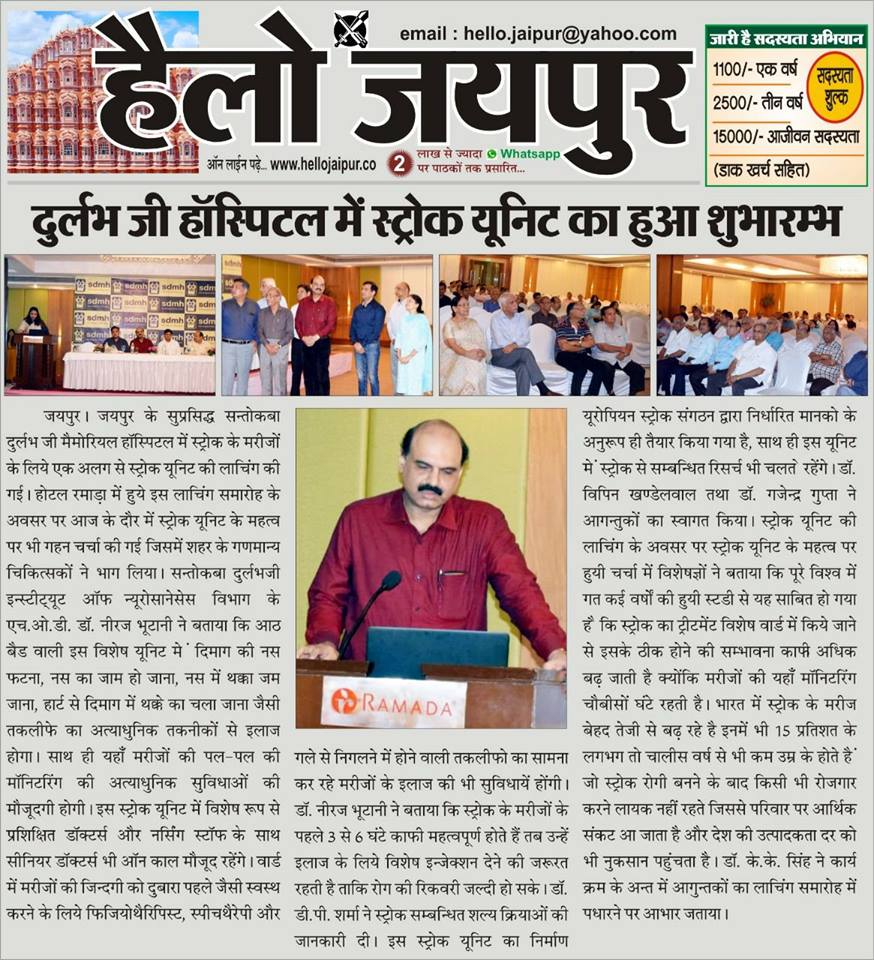 हैलो जयपुर
email : hello.jaipur@yahoo.com
ऑन लाईन पढ़े... www.hellojaipur.co
2 लाख से ज्यादा Whatsapp
पर पाठकों तक प्रसारित...
जारी है सदस्यता अभियान
1100/- एक वर्ष
2500/- तीन वर्ष
15000/- आजीवन सदस्यता
(डाक खर्च सहित)
सदस्यता
शुल्क
दुर्लभ जी हॉस्पिटल में स्ट्रोक यूनिट का हुआ शुभारम्भ
sdmh
जयपुर। जयपुर के सुप्रसिद्ध सन्तोकबा
दुर्लभ जी मैमोरियल हॉस्पिटल में स्ट्रोक के मरीजों
के लिये एक अलग से स्ट्रोक यूनिट की लाचिंग की
गई। होटल रमाड़ा में हुये इस लाचिंग समारोह के
अवसर पर आज के दौर में स्ट्रोक यूनिट के महत्व
पर भी गहन चर्चा की गई जिसमें शहर के गणमान्य
चिकित्सकों ने भाग लिया। सन्तोकबा दुर्लभजी
इन्स्टीट्यूट ऑफ न्यूरोसानेसेस विभाग के
एच.ओ.डी. डॉ. नीरज भूटानी ने बताया कि आठ
बैड वाली इस विशेष यूनिट मे दिमाग की नस
फटना, नस का जाम हो जाना, नस में थक्का जम
जाना, हार्ट से दिमाग में थक्के का चला जाना जैसी
तकलीफे का अत्याधुनिक तकनीकों से इलाज
होगा। साथ ही यहाँ मरीजों की पल-पल की
मॉनिटरिंग की अत्याधुनिक सुविधाओं की
मौजूदगी होगी। इस स्ट्रोक यूनिट में विशेष रूप से
प्रशिक्षित डॉक्टर्स और नर्सिंग स्टॉफ के साथ
सीनियर डॉक्टर्स भी ऑन काल मौजूद रहेंगे। वार्ड
में मरीजों की जिन्दगी को दुबारा पहले जैसी स्वस्थ
करने के लिये फिजियोथैरिपिस्ट, स्पीचथैरेपी और
RAMADA
गले से निगलने में होने वाली तकलीफो का सामना
कर रहे मरीजों के इलाज की भी सुविधायें होंगी।
डॉ. नीरज भूटानी ने बताया कि स्ट्रोक के मरीजों के
पहले 3 से 6 घंटे काफी महत्वपूर्ण होते हैं तब उन्हें
इलाज के लिये विशेष इन्जेक्शन देने की जरूरत
रहती है ताकि रोग की रिकवरी जल्दी हो सके। डॉ.
डी.पी. शर्मा ने स्ट्रोक सम्बन्धित शल्य क्रियाओं की
जानकारी दी। इस स्ट्रोक यूनिट का निर्माण
यूरोपियन स्ट्रोक संगठन द्वारा निर्धारित मानको के
अनुरूप ही तैयार किया गया है, साथ ही इस यूनिट
मे स्ट्रोक से सम्बन्धित रिसर्च भी चलते रहेंगे। डॉ.
विपिन खण्डेलवाल तथा डॉ. गजेन्द्र गुप्ता ने
आगन्तुकों का स्वागत किया। स्ट्रोक यूनिट की
लाचिंग के अवसर पर स्ट्रोक यूनिट के महत्व पर
हुयी चर्चा में विशेषज्ञों ने बताया कि पूरे विश्व में
गत कई वर्षों की हुयी स्टडी से यह साबित हो गया
है कि स्ट्रोक का ट्रीटमेंट विशेष वार्ड में किये जाने
से इसके ठीक होने की सम्भावना काफी अधिक
बढ़ जाती है क्योंकि मरीजों की यहाँ मॉनिटरिंग
चौबीसों घंटे रहती है। भारत में स्ट्रोक के मरीज
बेहद तेजी से बढ़ रहे है इनमें भी 15 प्रतिशत के
लगभग तो चालीस वर्ष से भी कम उम्र के होते है
जो स्ट्रोक रोगी बनने के बाद किसी भी रोजगार
करने लायक नहीं रहते जिससे परिवार पर आर्थिक
संकट आ जाता है और देश की उत्पादकता दर को
भी नुकसान पहुंचता है। डॉ. के.के. सिंह ने कार्य
क्रम के अन्त में आगुन्तकों का लाचिंग समारोह में
पधारने पर आभार जताया।